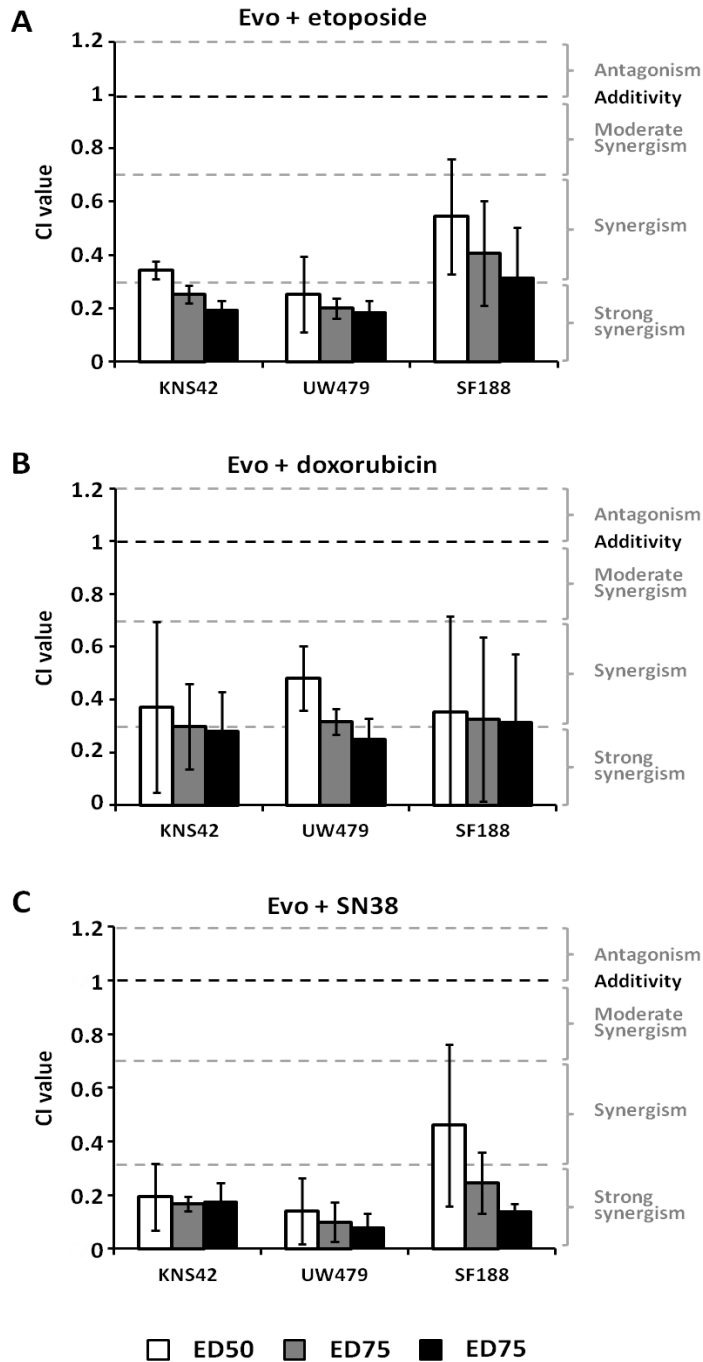 A
Evo + etoposide
1.2
1
0.8
0.6
0.4
0.2
0
CI value
Antagonism
Additivity
Moderate
Synergism
Synergism
Strong
synergism
KNS42
UW479
SF188
B
Evo + doxorubicin
1.2
1
0.8
0.6
0.4
0.2
0
CI value
Antagonism
Additivity
Moderate
Synergism
Synergism
Strong
synergism
KNS42
UW479
SF188
C
Evo + SN38
1.2
1
0.8
0.6
0.4
0.2
0
CI value
Antagonism
Additivity
Moderate
Synergism
Synergism
Strong
synergism
KNS42
UW479
SF188
ED50 ED75 ED75